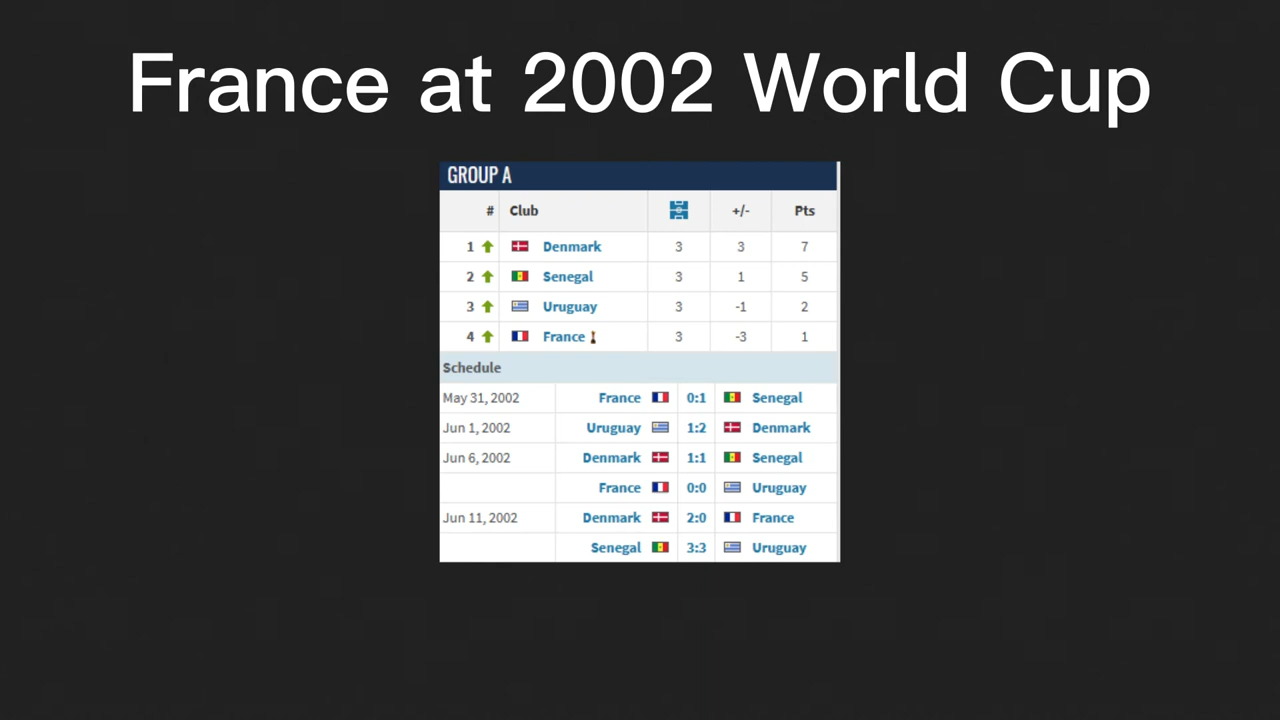 France at 2002 World Cup
GROUP A
# Club +/- Pts
1 Denmark 3 3 7
2 Senegal 3 1 5
3 Uruguay 3 -1 2
4 France 3 -3 1
Schedule
May 31, 2002 France 0:1 Senegal
Jun 1, 2002 Uruguay 1:2 Denmark
Jun 6, 2002 Denmark 1:1 Senegal
France 0:0 Uruguay
Jun 11, 2002 Denmark 2:0 France
Senegal 3:3 Uruguay